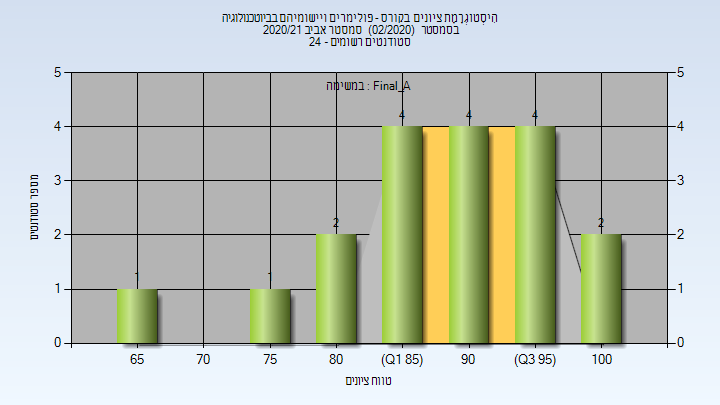 היסטוגרמת ציונים בקורס - פולימרים ויישומיהם בביוטכנולוגיה
בסמסטר (02/2020) סמסטר אביב 2020/21
סטודנטים רשומים - 24
במשימה : Final_A
5 5
4 4 4 4 4
3 3
2 2 2 2
1 1 1 1
0 0
65 70 75 80 (Q1 85) 90 (Q3 95) 100
מספר סטודנטים
טווח ציונים